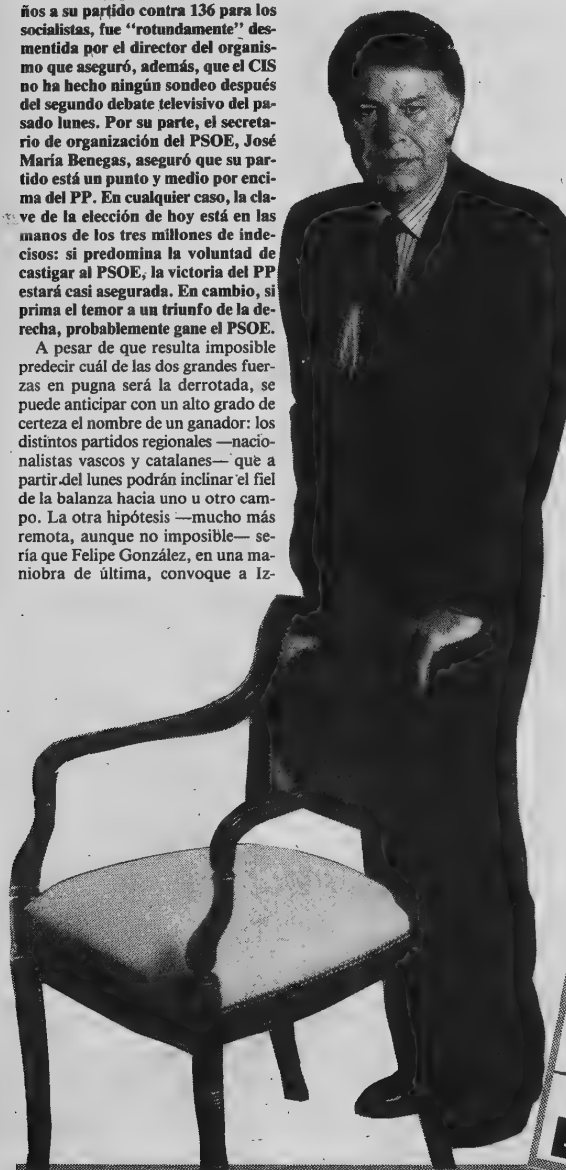 ños a su partido contra 136 para los
socialistas, fue “rotundamente” des-
mentida por el director del organis-
mo que aseguró, además, que el CIS
no ha hecho ningún sondeo después
del segundo debate televisivo del pa-
sado lunes. Por su parte, el secreta-
rio de organización del PSOE, José
María Benegas, aseguró que su par-
tido está un punto y medio por enci-
ma del PP. En cualquier caso, la cla-
ve de la elección de hoy está en las
manos de los tres millones de inde-
cisos: si predomina la voluntad de
castigar al PSOE, la victoria del PP
estará casi asegurada. En cambio, si
prima el temor a un triunfo de la de-
recha, probablemente gane el PSOE.
A pesar de que resulta imposible
predecir cuál de las dos grandes fuer-
zas en pugna será la derrotada, se
puede anticipar con un alto grado de
certeza el nombre de un ganador: los
distintos partidos regionales —nacio-
nalistas vascos y catalanes— que a
partir del lunes podrán inclinar el fiel
de la balanza hacia uno u otro cam-
po. La otra hipótesis —mucho más
remota, aunque no imposible— se-
ría que Felipe González, en una ma-
niobra de última, convoque a Iz-